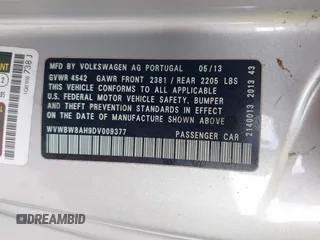 MFD BY VOLKSWAGEN AG PORTUGAL 05/13
GVWR 4542 GAWR FRONT 2381 / REAR 2205 LBS
THIS VEHICLE CONFORMS TO ALL APPLICABLE
U.S. FEDERAL MOTOR VEHICLE SAFETY, BUMPER
AND THEFT PREVENTION STANDARDS IN EFFECT
ON THE DATE OF MANUFACTURE SHOWN ABOVE
WVWBW8AH9DV009377
PASSENGER CAR
2140013 2013 43
DREAMBID